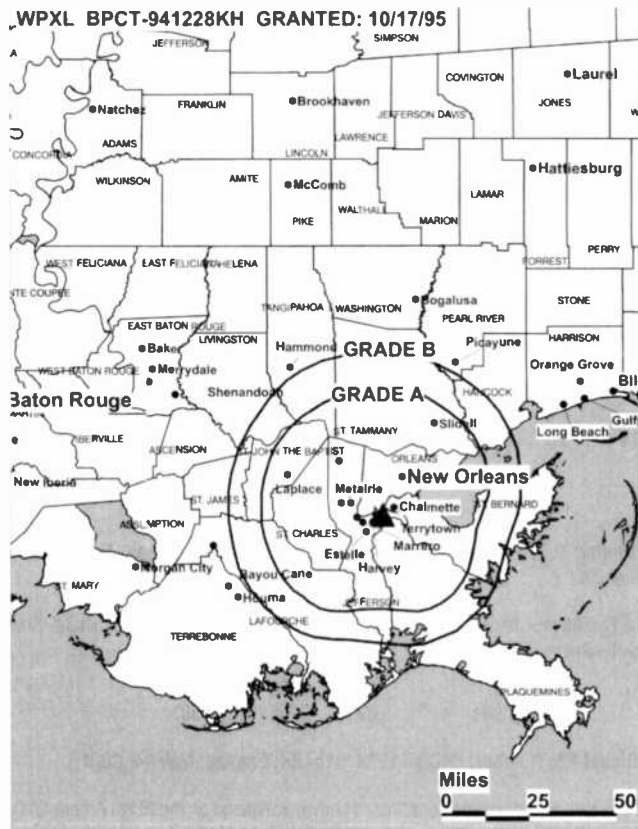 WPXL BPCT-941228KH GRANTED: 10/17/95
JEFFERSON
SIMPSON
COVINGTON
Laurel
JONES
FRANKLIN
Brookhaven
Natchez
JEFFERSON DAVIS
ADAMS
LAWRENCE
CONCORDIA
LINCOLN
WILKINSON
AMITE
McComb
Hattiesburg
LAMAR
PIKE
WALTHALL
MARION
PERRY
WEST FELICIANA
EAST FELICIANA
HELENA
FORREST
TANGIPAHOA
WASHINGTON
Bogalusa
STONE
PEARL RIVER
EAST BATON ROUGE
LIVINGSTON
HARRISON
Baker
Hammond
Picayune
GRADE B
Orange Grove
WEST BATON ROUGE
Merrydale
Shenandoah
GRADE A
HANCOCK
Baton Rouge
Slidell
ST TAMMANY
Long Beach
IBERVILLE
ASCENSION
ST JOHN THE BAPTIST
ORLEANS
New Iberia
Laplace
New Orleans
Metairie
ST. JAMES
Chalmette
ST BERNARD
ASSUMPTION
ST CHARLES
Terrytown
Estelle
Marrero
Harvey
ST MARY
Morgan City
Bayou Cane
Houma
JEFFERSON
LAFOURCHE
TERREBONNE
PLAQUEMINES
Miles
0 25 50